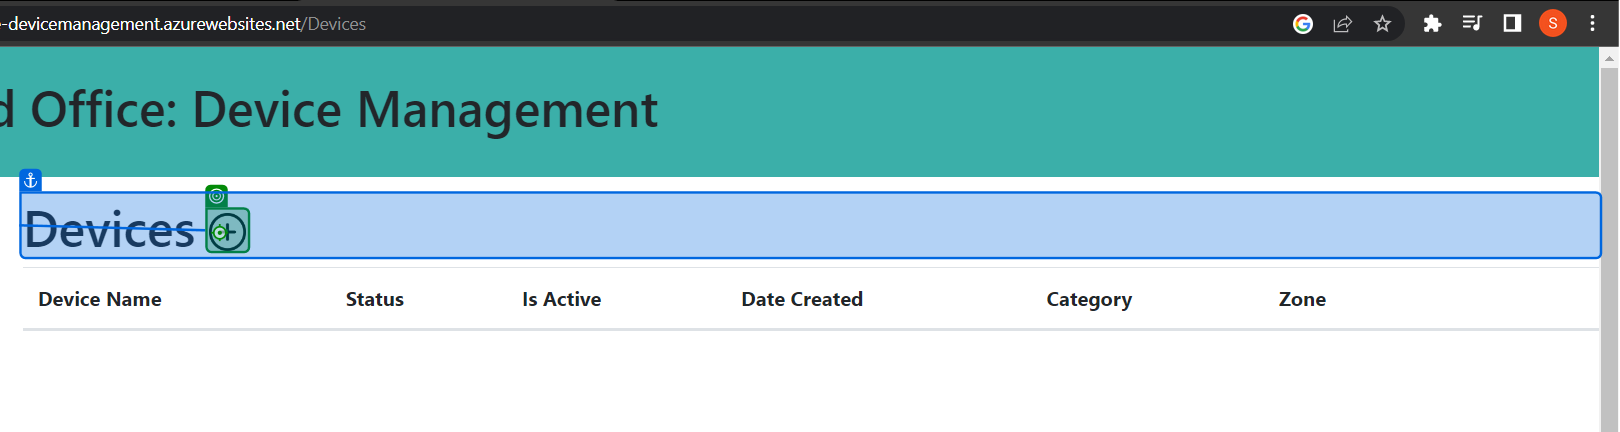 e-devicemanagement.azurewebsites.net/Devices
S
d Office: Device Management
Devices
Device Name Status Is Active Date Created Category Zone